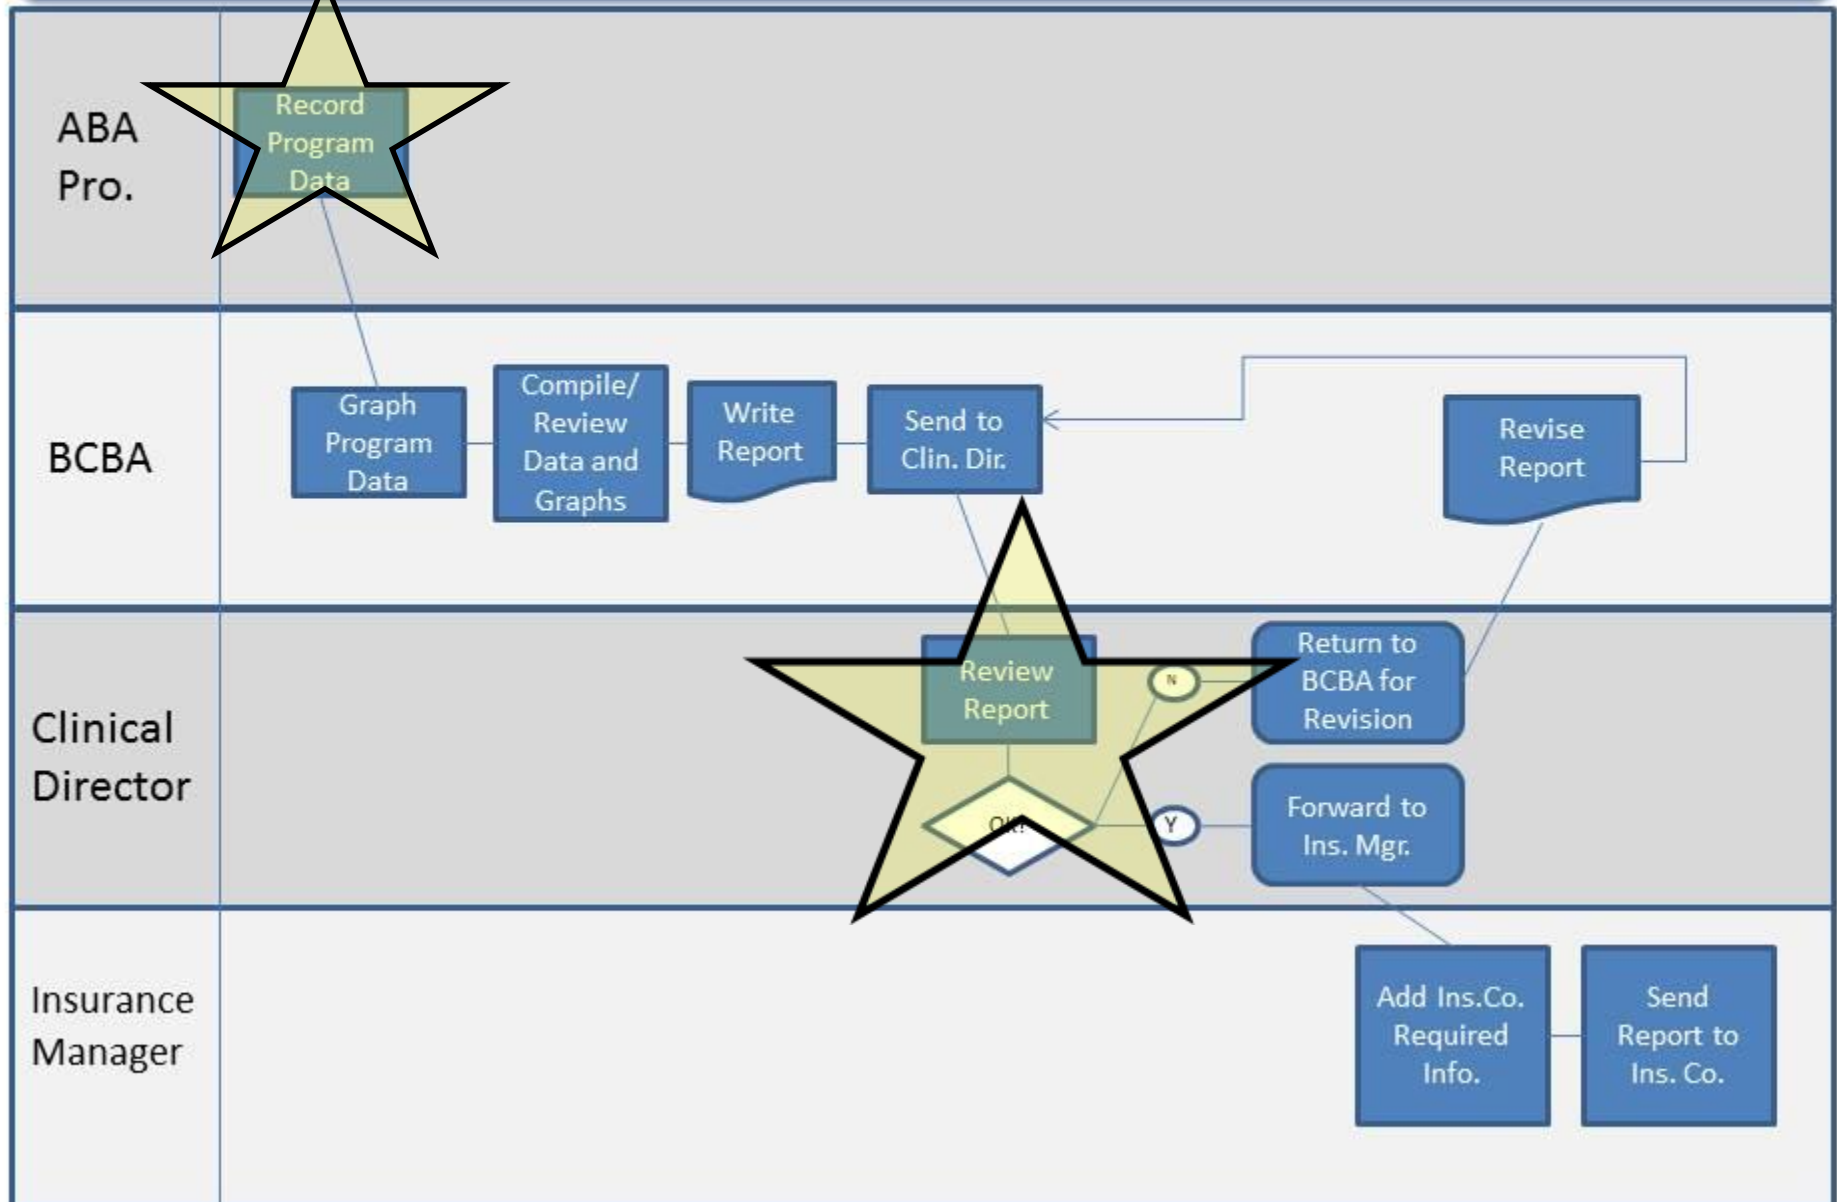 ABA
Pro.
Record
Program
Data
BCBA
Graph
Program
Data
Compile/
Review
Data and
Graphs
Write
Report
Send to
Clin. Dir.
Revise
Report
Clinical
Director
Review
Report
N
Return to
BCBA for
Revision
Y
Forward to
Ins. Mgr.
Insurance
Manager
Add Ins.Co.
Required
Info.
Send
Report to
Ins. Co.